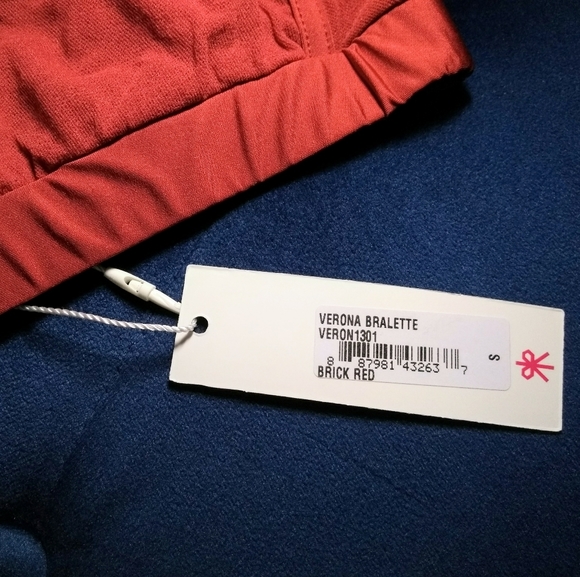 VERONA BRALETTE
VERON1301
S
8 87981 43263 7
BRICK RED